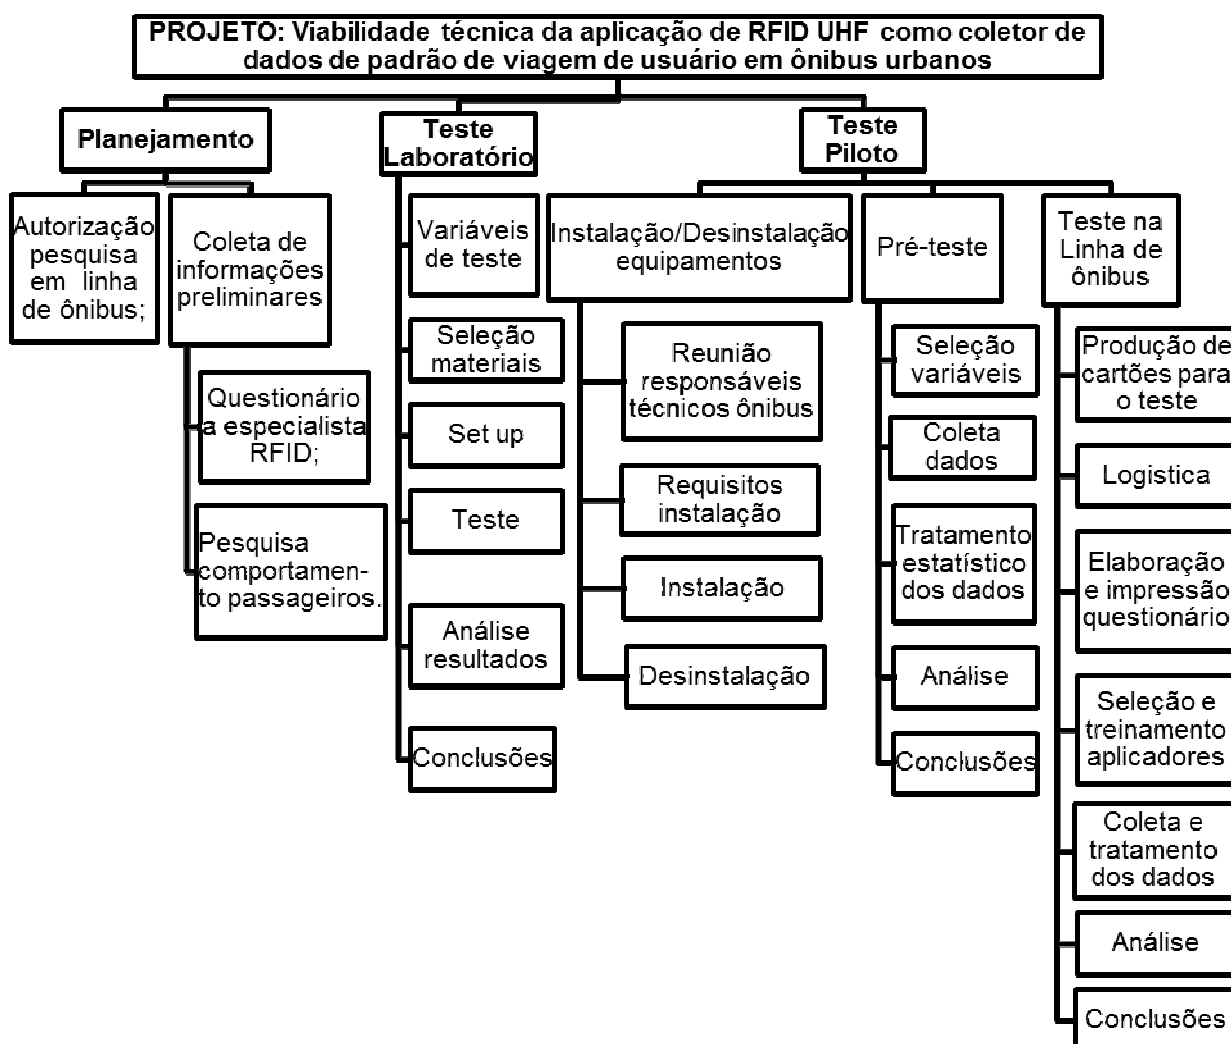 PROJETO: Viabilidade técnica da aplicação de RFID UHF como coletor de
dados de padrão de viagem de usuário em ônibus urbanos
Planejamento
Autorização
pesquisa
em linha
de ônibus;
Coleta de
informações
preliminares
Questionário
a especialista
RFID;
Pesquisa
comportamen-
to passageiros.
Teste
Laboratório
Variáveis
de teste
Seleção
materiais
Set up
Teste
Análise
resultados
Conclusões
Teste
Piloto
Instalação/Desinstalação
equipamentos
Reunião
responsáveis
técnicos ônibus
Requisitos
instalação
Instalação
Desinstalação
Pré-teste
Seleção
variáveis
Coleta
dados
Tratamento
estatístico
dos dados
Análise
Conclusões
Teste na
Linha de
ônibus
Produção de
cartões para
o teste
Logistica
Elaboração
e impressão
questionário
Seleção e
treinamento
aplicadores
Coleta e
tratamento
dos dados
Análise
Conclusões